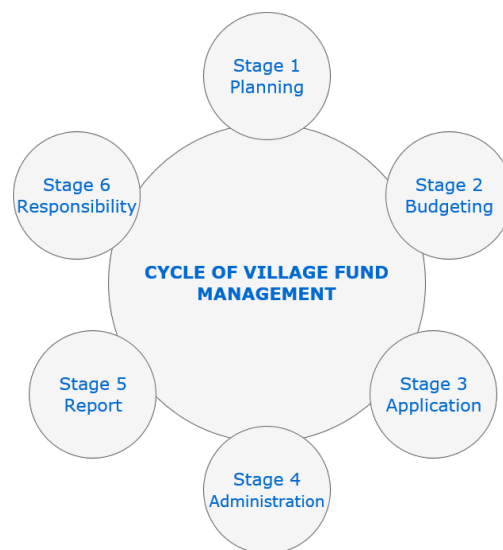 Stage 1
Planning
Stage 2
Budgeting
Stage 3
Application
Stage 4
Administration
Stage 5
Report
Stage 6
Responsibility
CYCLE OF VILLAGE FUND
MANAGEMENT